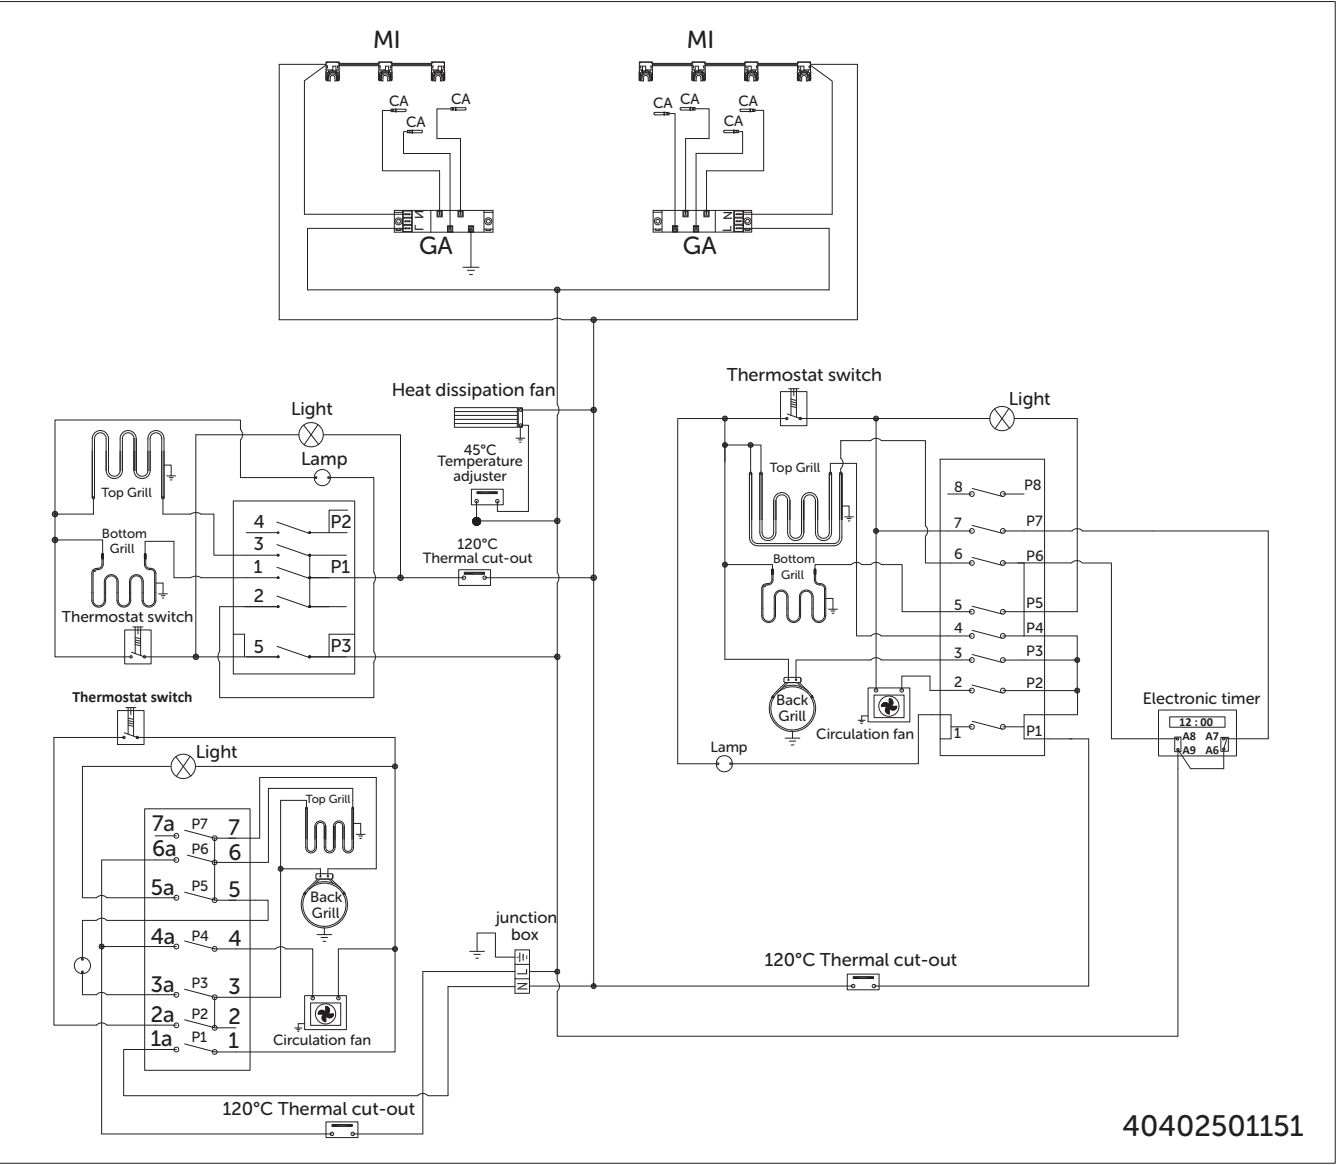 MI
MI
CA
CA
CA
CA
CA
CA
CA
L N
L N
GA
GA
Heat dissipation fan
45°C
Temperature
adjuster
120°C
Thermal cut-out
Light
Lamp
Top Grill
Bottom
Grill
Thermostat switch
4
3
1
2
5
P2
P1
P3
Thermostat switch
Light
Top Grill
Bottom
Grill
Back
Grill
Circulation fan
Lamp
8 P8
7 P7
6 P6
5 P5
4 P4
3 P3
2 P2
1 P1
Electronic timer
12 : 00
A8 A7
A9 A6
Thermostat switch
Light
Top Grill
Back
Grill
Circulation fan
7a P7 7
6a P6 6
5a P5 5
4a P4 4
3a P3 3
2a P2 2
1a P1 1
junction
box
L
N
120°C Thermal cut-out
120°C Thermal cut-out
40402501151